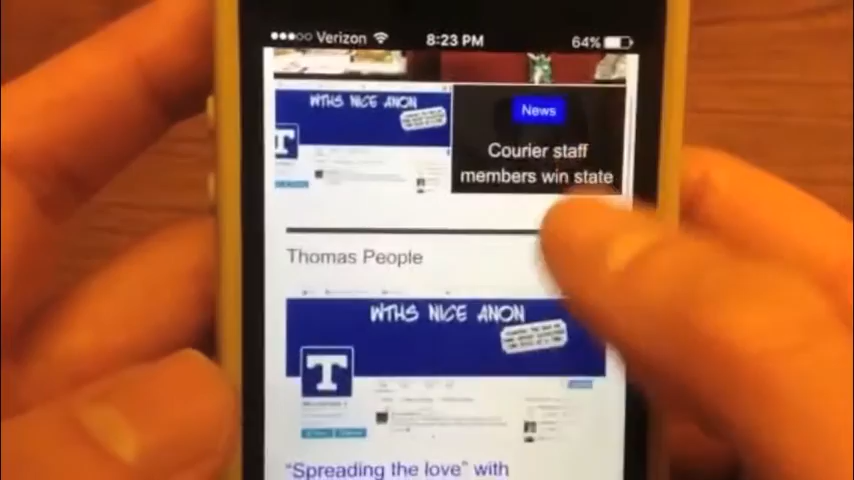 Verizon
8:23 PM
64%
WTHS NICE ANON
T
News
Courier staff
members win state
Thomas People
WTHS NICE ANON
T
"Spreading the love" with